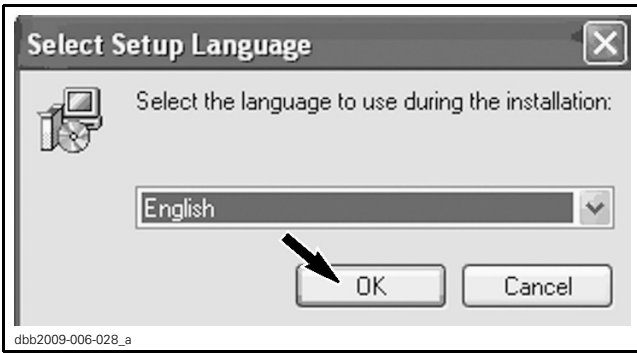 Select Setup Language
Select the language to use during the installation:
English
OK Cancel
dbb2009-006-028_a